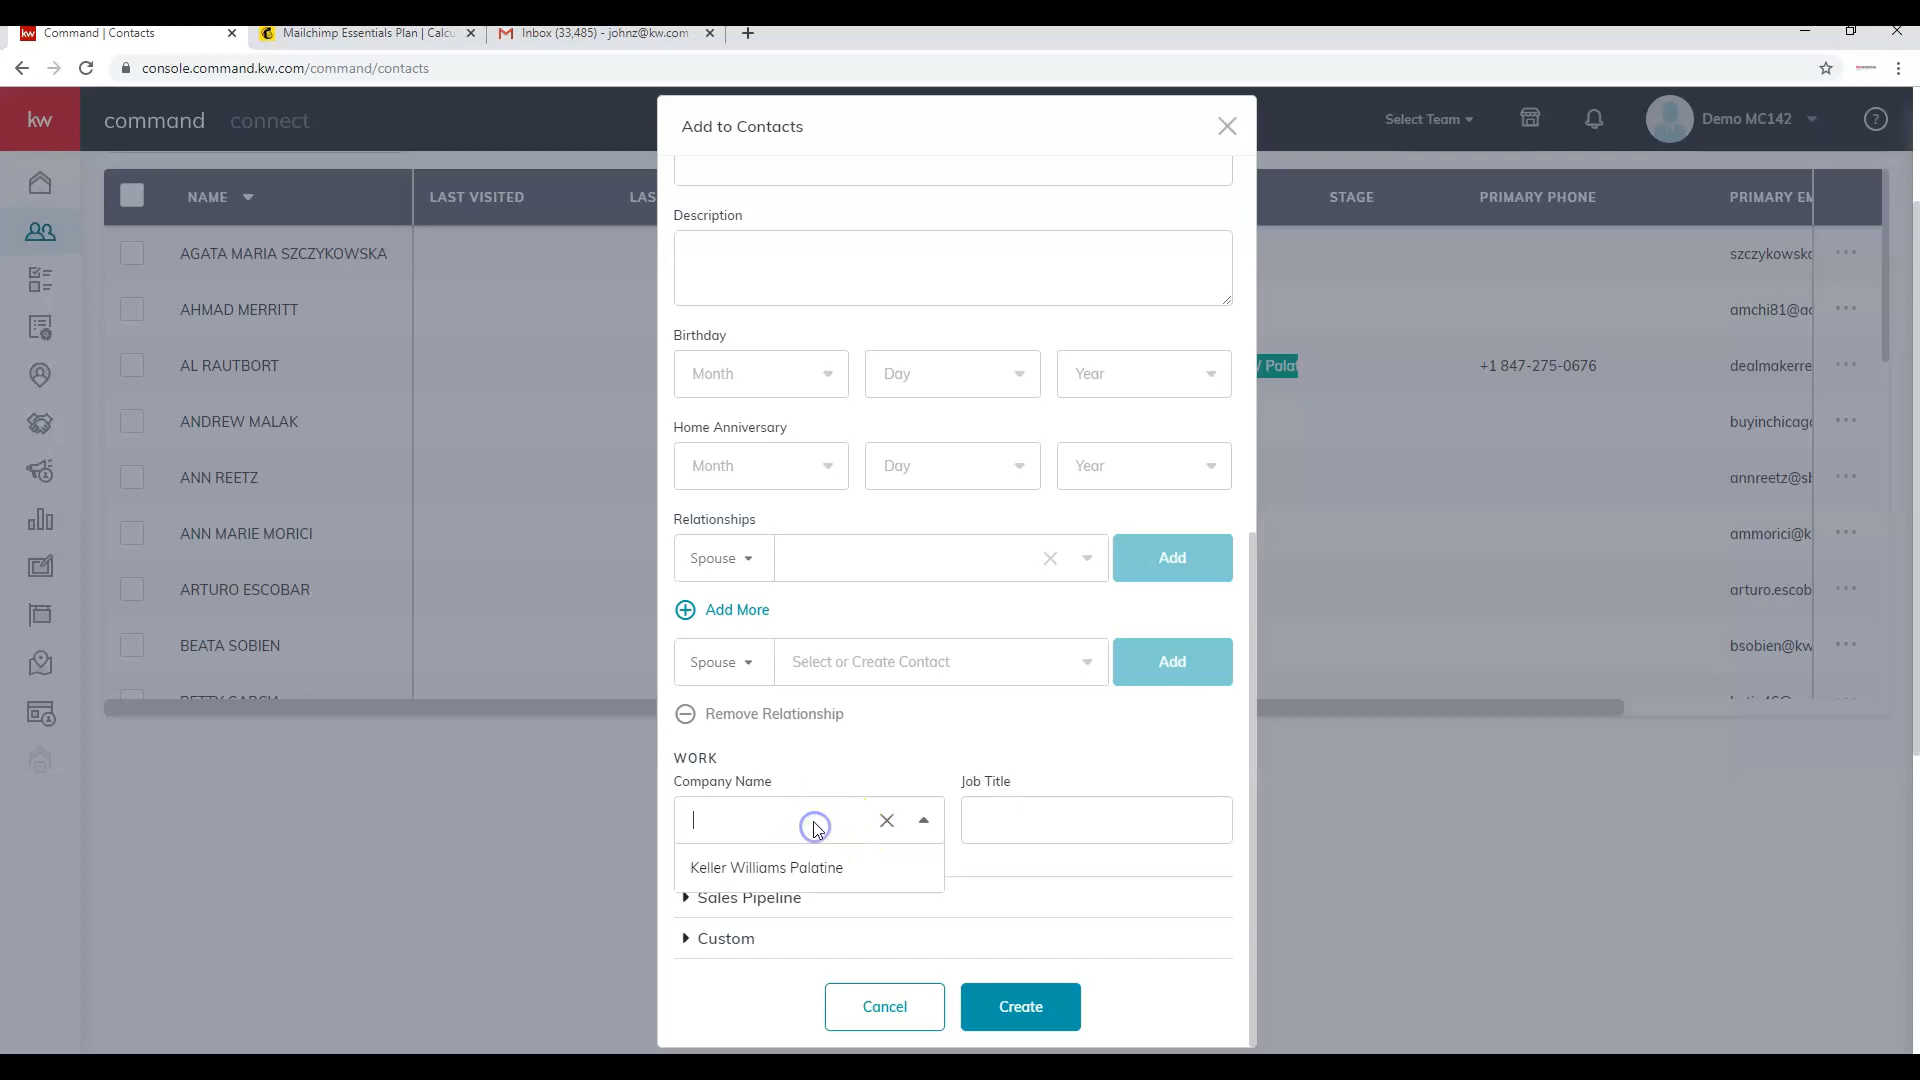 kw Command | Contacts
Mailchimp Essentials Plan | Calcu
Inbox (33,485) - johnz@kw.com
console.command.kw.com/command/contacts
kw command connect
Select Team
Demo MC142
?
Add to Contacts
NAME LAST VISITED LAS STAGE PRIMARY PHONE PRIMARY EM
Description
AGATA MARIA SZCZYKOWSKA szczykowska
AHMAD MERRITT amchi81@ao
AL RAUTBORT / Palat +1 847-275-0676 dealmakerre
ANDREW MALAK buyinchicago
ANN REETZ annreetz@sb
ANN MARIE MORICI ammorici@k
ARTURO ESCOBAR arturo.escob
BEATA SOBIEN bsobien@kw
Birthday
Month Day Year
Home Anniversary
Month Day Year
Relationships
Spouse Add
Add More
Spouse Select or Create Contact Add
Remove Relationship
WORK
Company Name Job Title
Keller Williams Palatine
Sales Pipeline
Custom
Cancel Create